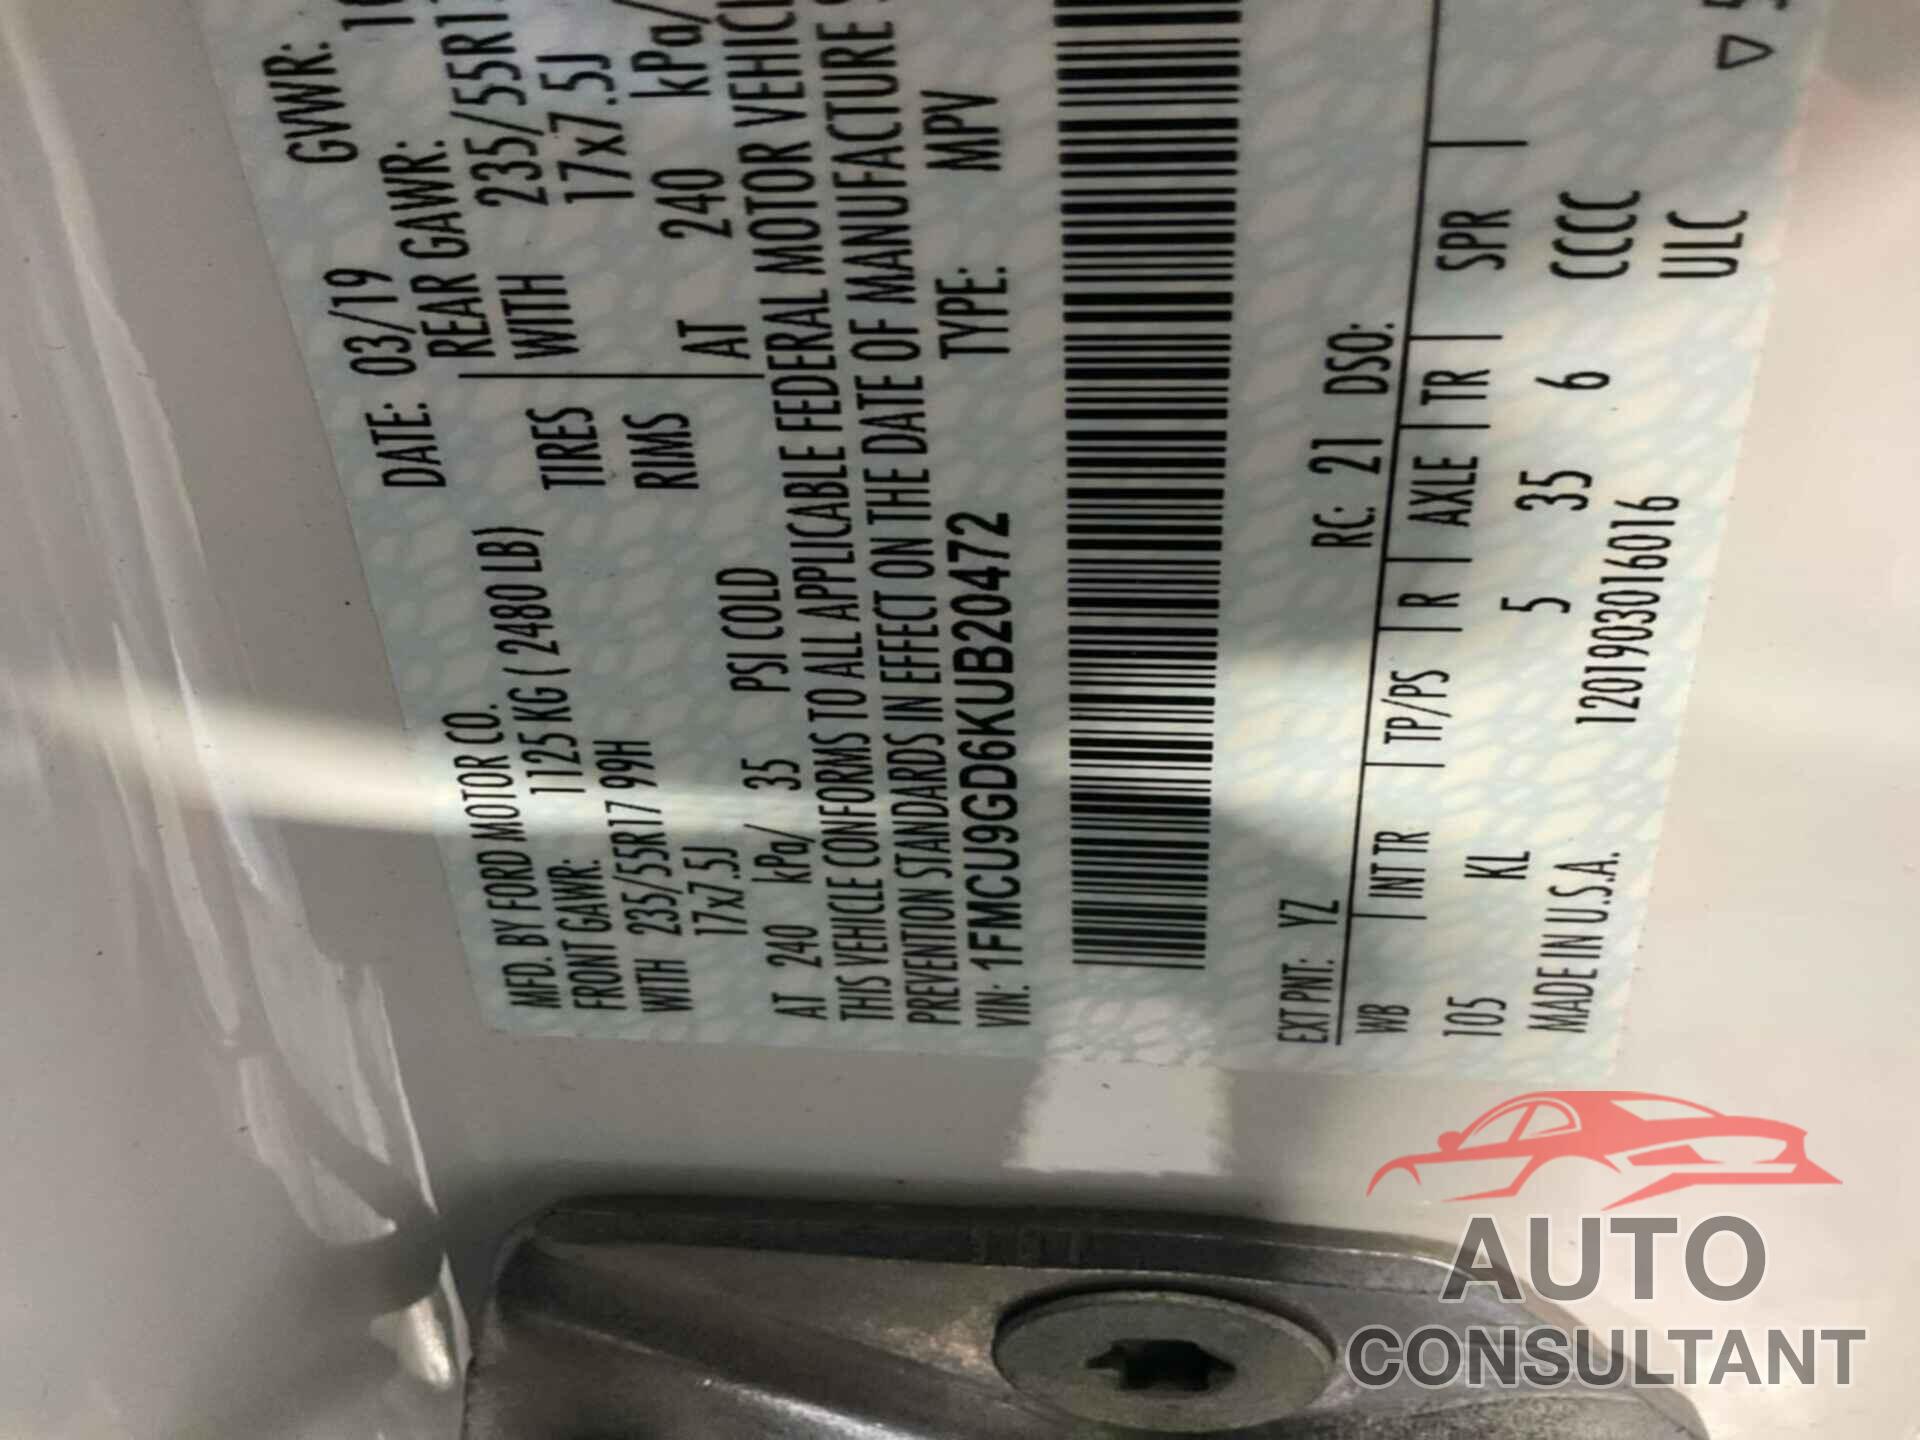 MFD. BY FORD MOTOR CO.
DATE: 03/19 GVWR:
FRONT GAWR: 1125 KG ( 2480 LB) REAR GAWR:
WITH 235/55R17 99H TIRES WITH 235/55R17
17x7.5J RIMS 17x7.5J
AT 240 kPa/ 35 PSI COLD AT 240 kPa/
THIS VEHICLE CONFORMS TO ALL APPLICABLE FEDERAL MOTOR VEHICL
PREVENTION STANDARDS IN EFFECT ON THE DATE OF MANUFACTURE S
VIN: 1FMCU9GD6KUB20472 TYPE: MPV
EXT PNT: YZ RC: 21 DSO:
WB INT TR TP/PS R AXLE TR SPR
105 KL 5 35 6 CCCC
MADE IN U.S.A. 1201903016016 ULC
AUTO
CONSULTANT